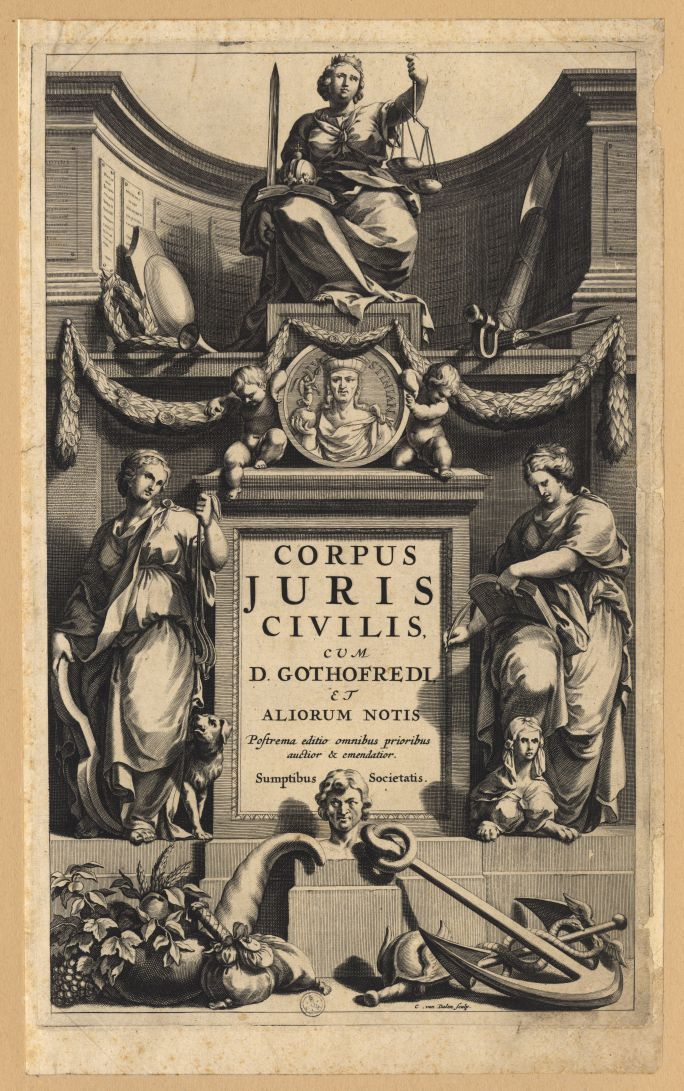 CORPUS
JURIS
CIVILIS,
CUM
D. GOTHOFREDI,
ET
ALIORUM NOTIS
Poſtrema editio omnibus prioribus
auctior & emendatior.
Sumptibus Societatis.
C. van Dalen ſculp.